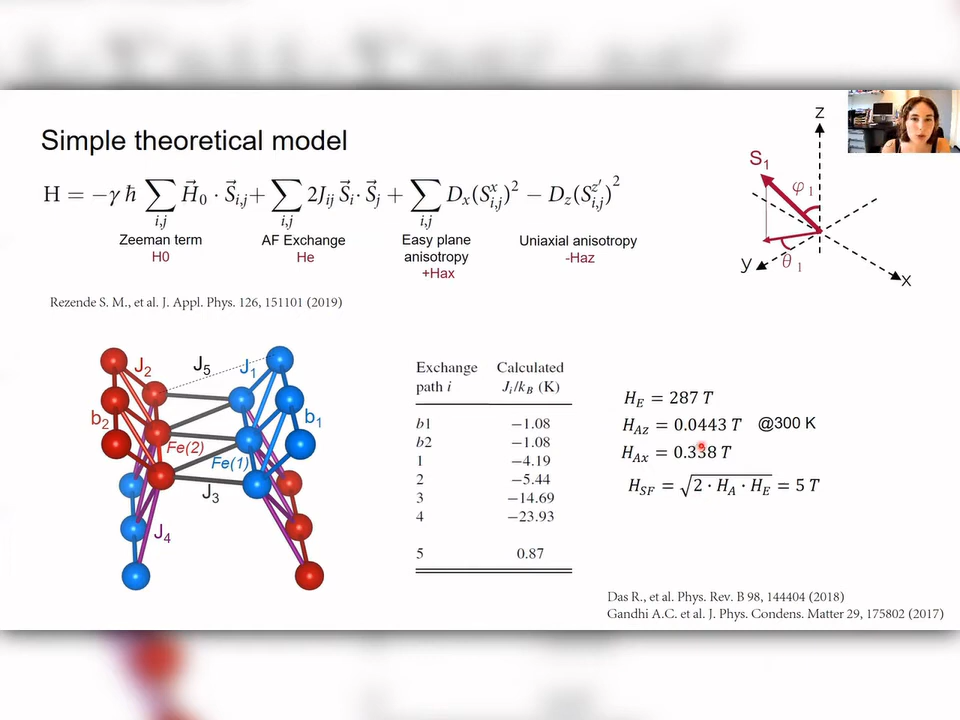 Simple theoretical model
H = −γ ℏ ∑i,j H⃗0 · S⃗i,j + ∑i,j 2Jij S⃗i · S⃗j + ∑i,j Dx(Sxi,j)2 − Dz(Sz′i,j)2
Zeeman term
H0
AF Exchange
He
Easy plane
anisotropy
+Hax
Uniaxial anisotropy
-Haz
Rezende S. M., et al. J. Appl. Phys. 126, 151101 (2019)
Z
S1
φ1
y
θ1
x
J2
J5
J1
b2
b1
Fe(2)
Fe(1)
J3
J4
Exchange Calculated
path i Ji/kB (K)
b1 −1.08
b2 −1.08
1 −4.19
2 −5.44
3 −14.69
4 −23.93
5 0.87
HE = 287 T
HAz = 0.0443 T @300 K
HAx = 0.338 T
HSF = √2 · HA · HE = 5 T
Das R., et al. Phys. Rev. B 98, 144404 (2018)
Gandhi A.C. et al. J. Phys. Condens. Matter 29, 175802 (2017)